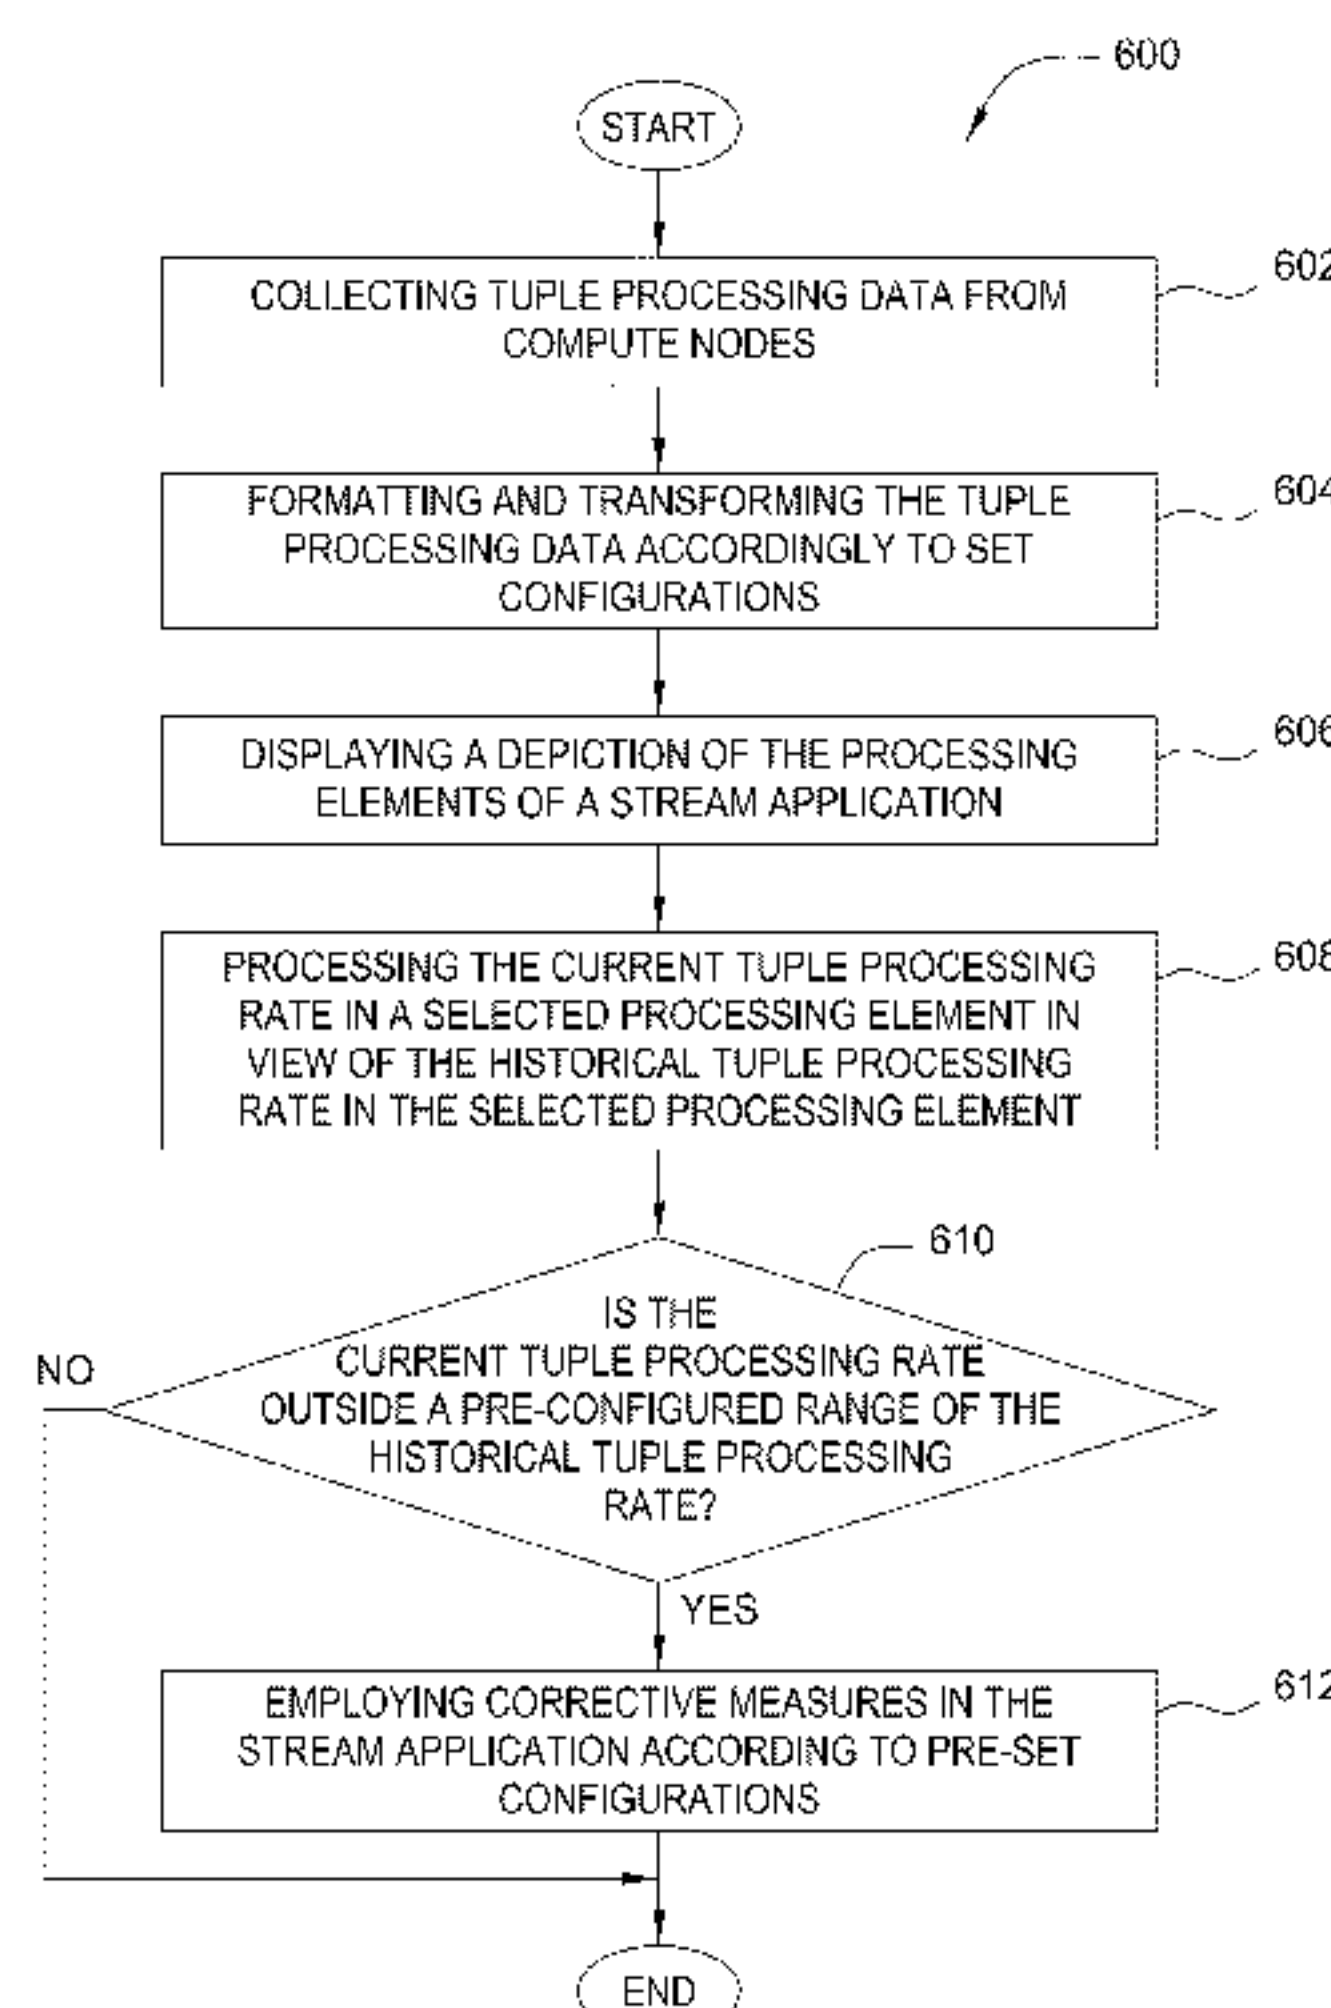 600
START
602
COLLECTING TUPLE PROCESSING DATA FROM
COMPUTE NODES
604
FORMATTING AND TRANSFORMING THE TUPLE
PROCESSING DATA ACCORDINGLY TO SET
CONFIGURATIONS
606
DISPLAYING A DEPICTION OF THE PROCESSING
ELEMENTS OF A STREAM APPLICATION
608
PROCESSING THE CURRENT TUPLE PROCESSING
RATE IN A SELECTED PROCESSING ELEMENT IN
VIEW OF THE HISTORICAL TUPLE PROCESSING
RATE IN THE SELECTED PROCESSING ELEMENT
610
IS THE
CURRENT TUPLE PROCESSING RATE
OUTSIDE A PRE-CONFIGURED RANGE OF THE
HISTORICAL TUPLE PROCESSING
RATE?
NO
YES
612
EMPLOYING CORRECTIVE MEASURES IN THE
STREAM APPLICATION ACCORDING TO PRE-SET
CONFIGURATIONS
END